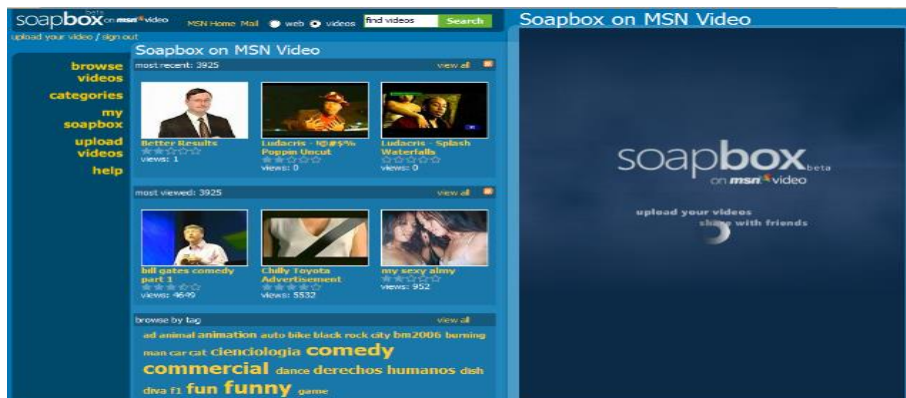 soapbox beta on msn video
MSN Home Mail web videos find videos Search
upload your video / sign out
browse videos
categories
my soapbox
upload videos
help
Soapbox on MSN Video
most recent: 3925 view all
Better Results
views: 1
Ludacris - !@#$%
Poppin Uncut
views: 0
Ludacris - Splash
Waterfalls
views: 0
most viewed: 3925 view all
bill gates comedy
part 1
views: 4649
Chilly Toyota
Advertisement
views: 5532
my sexy almy
views: 952
browse by tag view all
ad animal animation auto bike black rock city bm2006 burning
man car cat cienciologia comedy
commercial dance derechos humanos dish
diva f1 fun funny game
Soapbox on MSN Video
soapbox beta
on msn video
upload your videos
share with friends